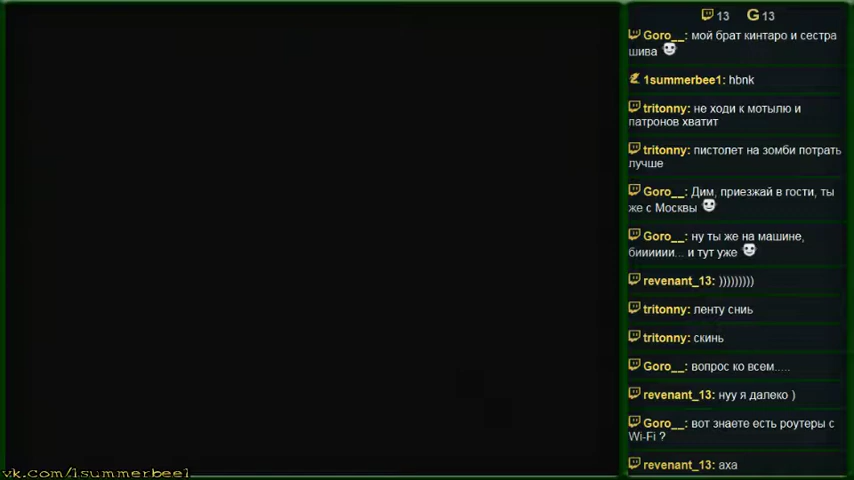 13 G 13
Goro__: мой брат кинтаро и сестра
шива
1summerbee1: hbnk
tritonny: не ходи к мотылю и
патронов хватит
tritonny: пистолет на зомби потрать
лучше
Goro__: Дим, приезжай в гости, ты
же с Москвы
Goro__: ну ты же на машине,
бииииии... и тут уже
revenant_13: )))))))))
tritonny: ленту сниь
tritonny: скинь
Goro__: вопрос ко всем.....
revenant_13: нуу я далеко )
Goro__: вот знаете есть роутеры с
Wi-Fi ?
revenant_13: аха
vk.com/1summerbee1